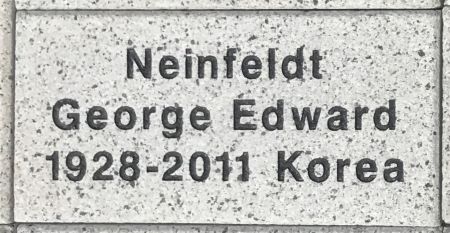 Neinfeldt
George Edward
1928-2011 Korea